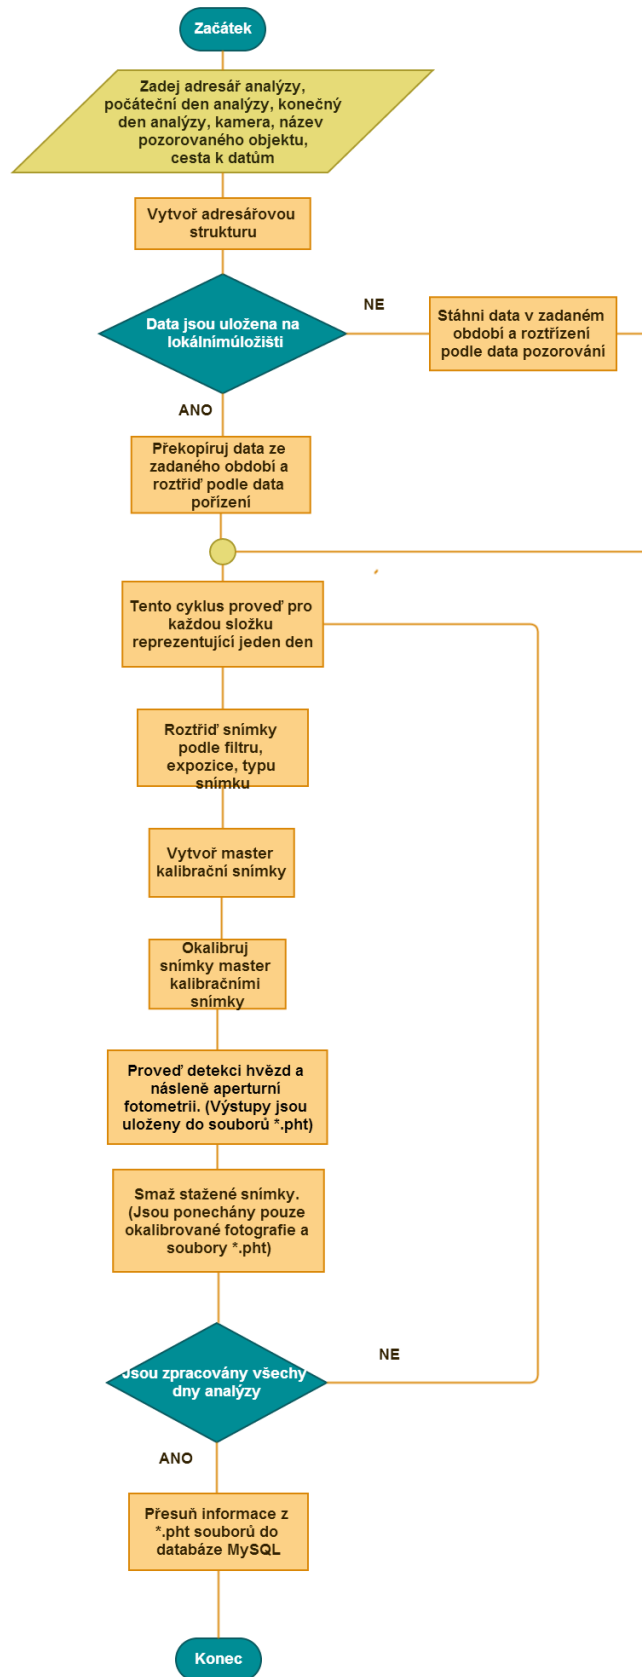 Začátek
Zadej adresář analýzy,
počáteční den analýzy, konečný
den analýzy, kamera, název
pozorovaného objektu,
cesta k datům
Vytvoř adresářovou
strukturu
Data jsou uložena na
lokálnímúložišti
NE
Stáhni data v zadaném
období a roztřízení
podle data pozorování
ANO
Překopíruj data ze
zadaného období a
roztřiď podle data
pořízení
Tento cyklus proveď pro
každou složku
reprezentující jeden den
Roztřiď snímky
podle filtru,
expozice, typu
snímku
Vytvoř master
kalibrační snímky
Okalibruj
snímky master
kalibračními
snímky
Proveď detekci hvězd a
násleně aperturní
fotometrii. (Výstupy jsou
uloženy do souborů *.pht)
Smaž stažené snímky.
(Jsou ponechány pouze
okalibrované fotografie a
soubory *.pht)
Jsou zpracovány všechy
dny analýzy
NE
ANO
Přesuň informace z
*.pht souborů do
databáze MySQL
Konec